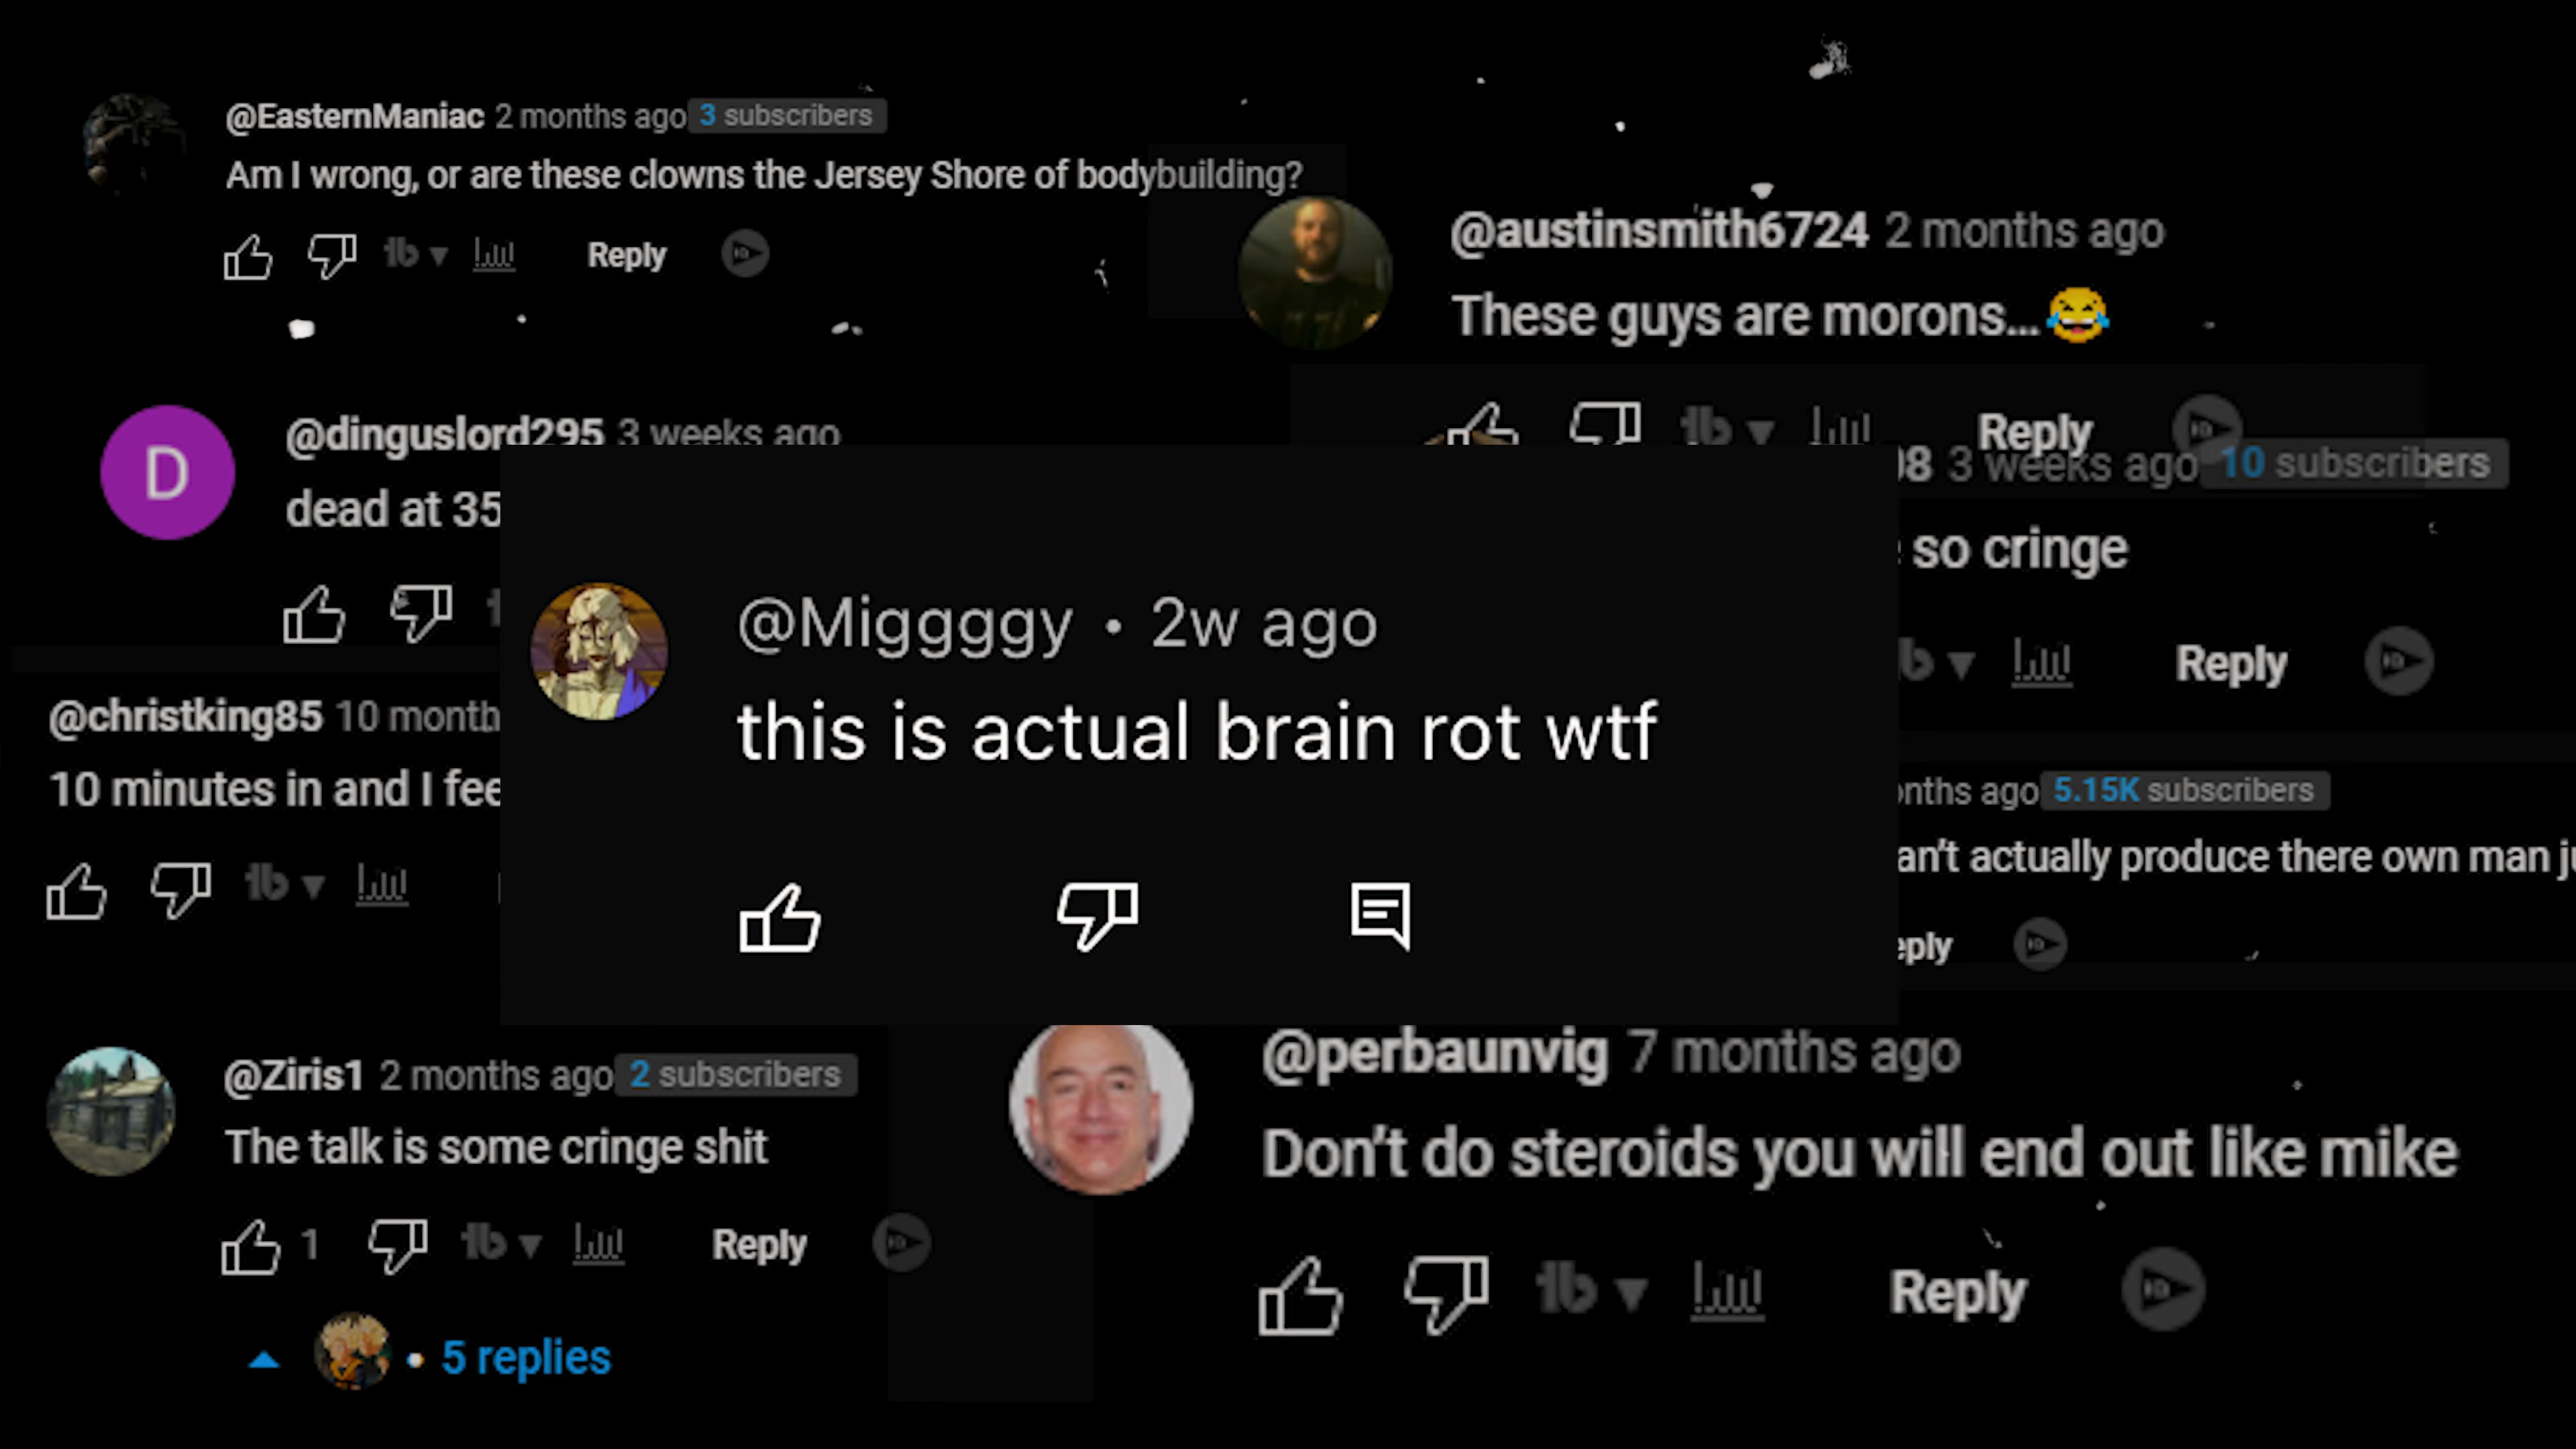 @EasternManiac 2 months ago 3 subscribers
Am I wrong, or are these clowns the Jersey Shore of bodybuilding?
Reply
@austinsmith6724 2 months ago
These guys are morons...😂
Reply
@dinguslord295 3 weeks ago
dead at 35
08 3 weeks ago 10 subscribers
so cringe
Reply
@Miggggy • 2w ago
this is actual brain rot wtf
@christking85 10 month
10 minutes in and I fee
onths ago 5.15K subscribers
an't actually produce there own man ju
eply
@Ziris1 2 months ago 2 subscribers
The talk is some cringe shit
1 Reply
• 5 replies
@perbaunvig 7 months ago
Don't do steroids you will end out like mike
Reply